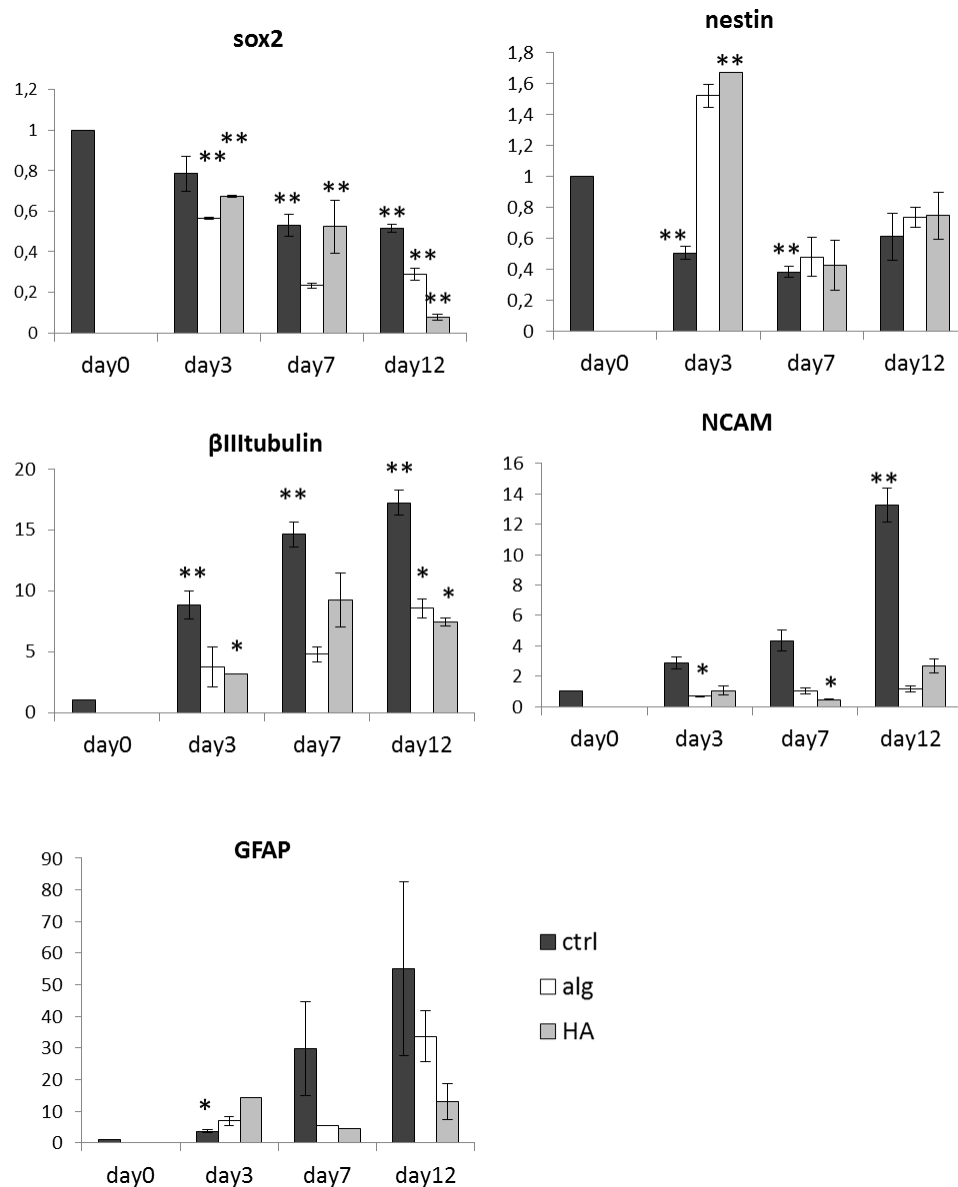 sox2
1,2
1
0,8
0,6
0,4
0,2
0
** ** ** ** ** ** **
day0 day3 day7 day12
nestin
1,8
1,6
1,4
1,2
1
0,8
0,6
0,4
0,2
0
** ** **
day0 day3 day7 day12
βIIItubulin
20
15
10
5
0
** * ** ** * *
day0 day3 day7 day12
NCAM
16
14
12
10
8
6
4
2
0
* * **
day0 day3 day7 day12
GFAP
90
80
70
60
50
40
30
20
10
0
*
day0 day3 day7 day12
ctrl
alg
HA